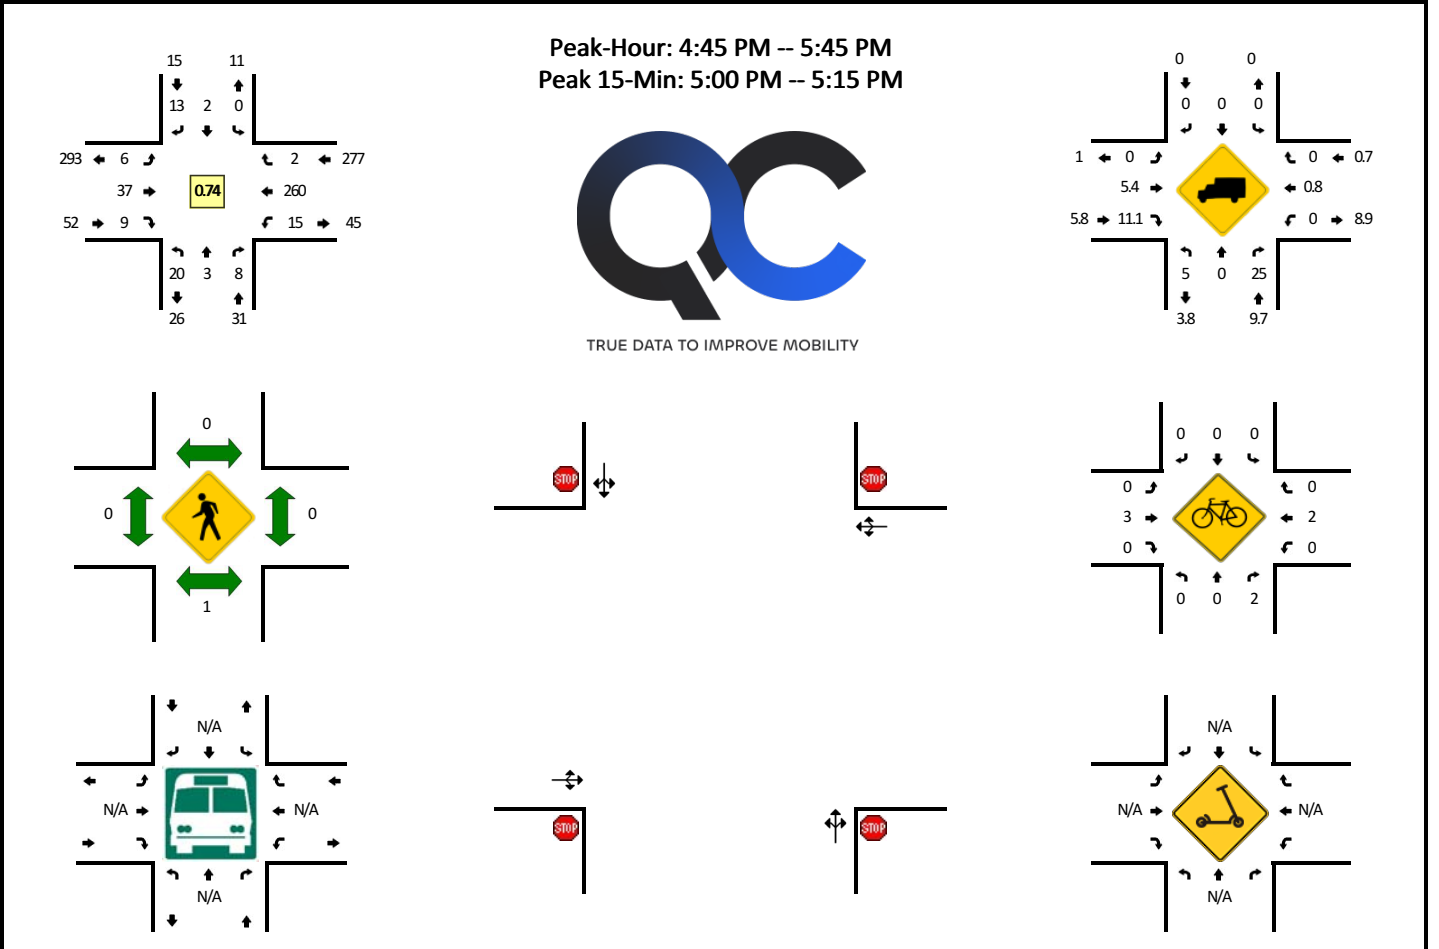 Peak-Hour: 4:45 PM -- 5:45 PM
Peak 15-Min: 5:00 PM -- 5:15 PM
15 11
13 2 0
293 6 2 277
37 0.74 260
52 9 15 45
20 3 8
26 31
QC
TRUE DATA TO IMPROVE MOBILITY
0 0
0 0 0
1 0 0 0.7
5.4 0.8
5.8 11.1 0 8.9
5 0 25
3.8 9.7
0
0 0
1
STOP STOP
STOP STOP
0 0 0
0 0
3 2
0 0
0 0 2
N/A
N/A N/A
N/A
N/A
N/A N/A
N/A